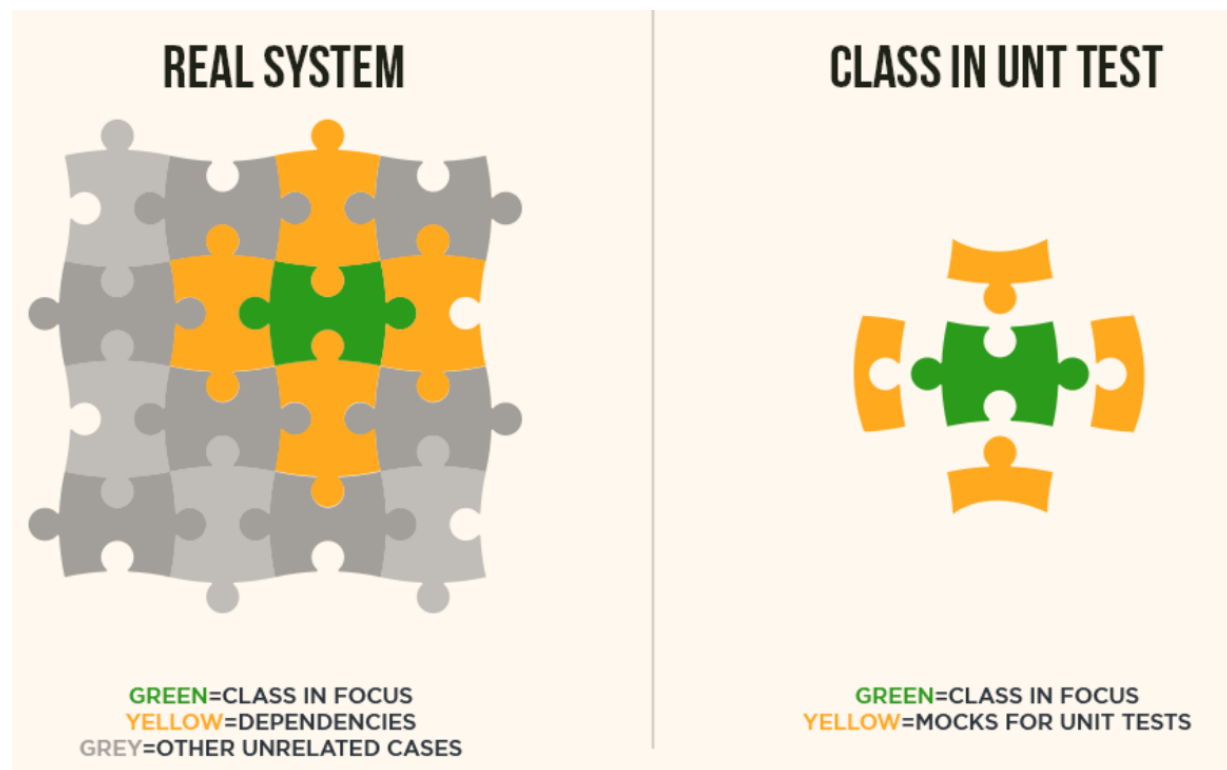 REAL SYSTEM
GREEN=CLASS IN FOCUS
YELLOW=DEPENDENCIES
GREY=OTHER UNRELATED CASES
CLASS IN UNT TEST
GREEN=CLASS IN FOCUS
YELLOW=MOCKS FOR UNIT TESTS